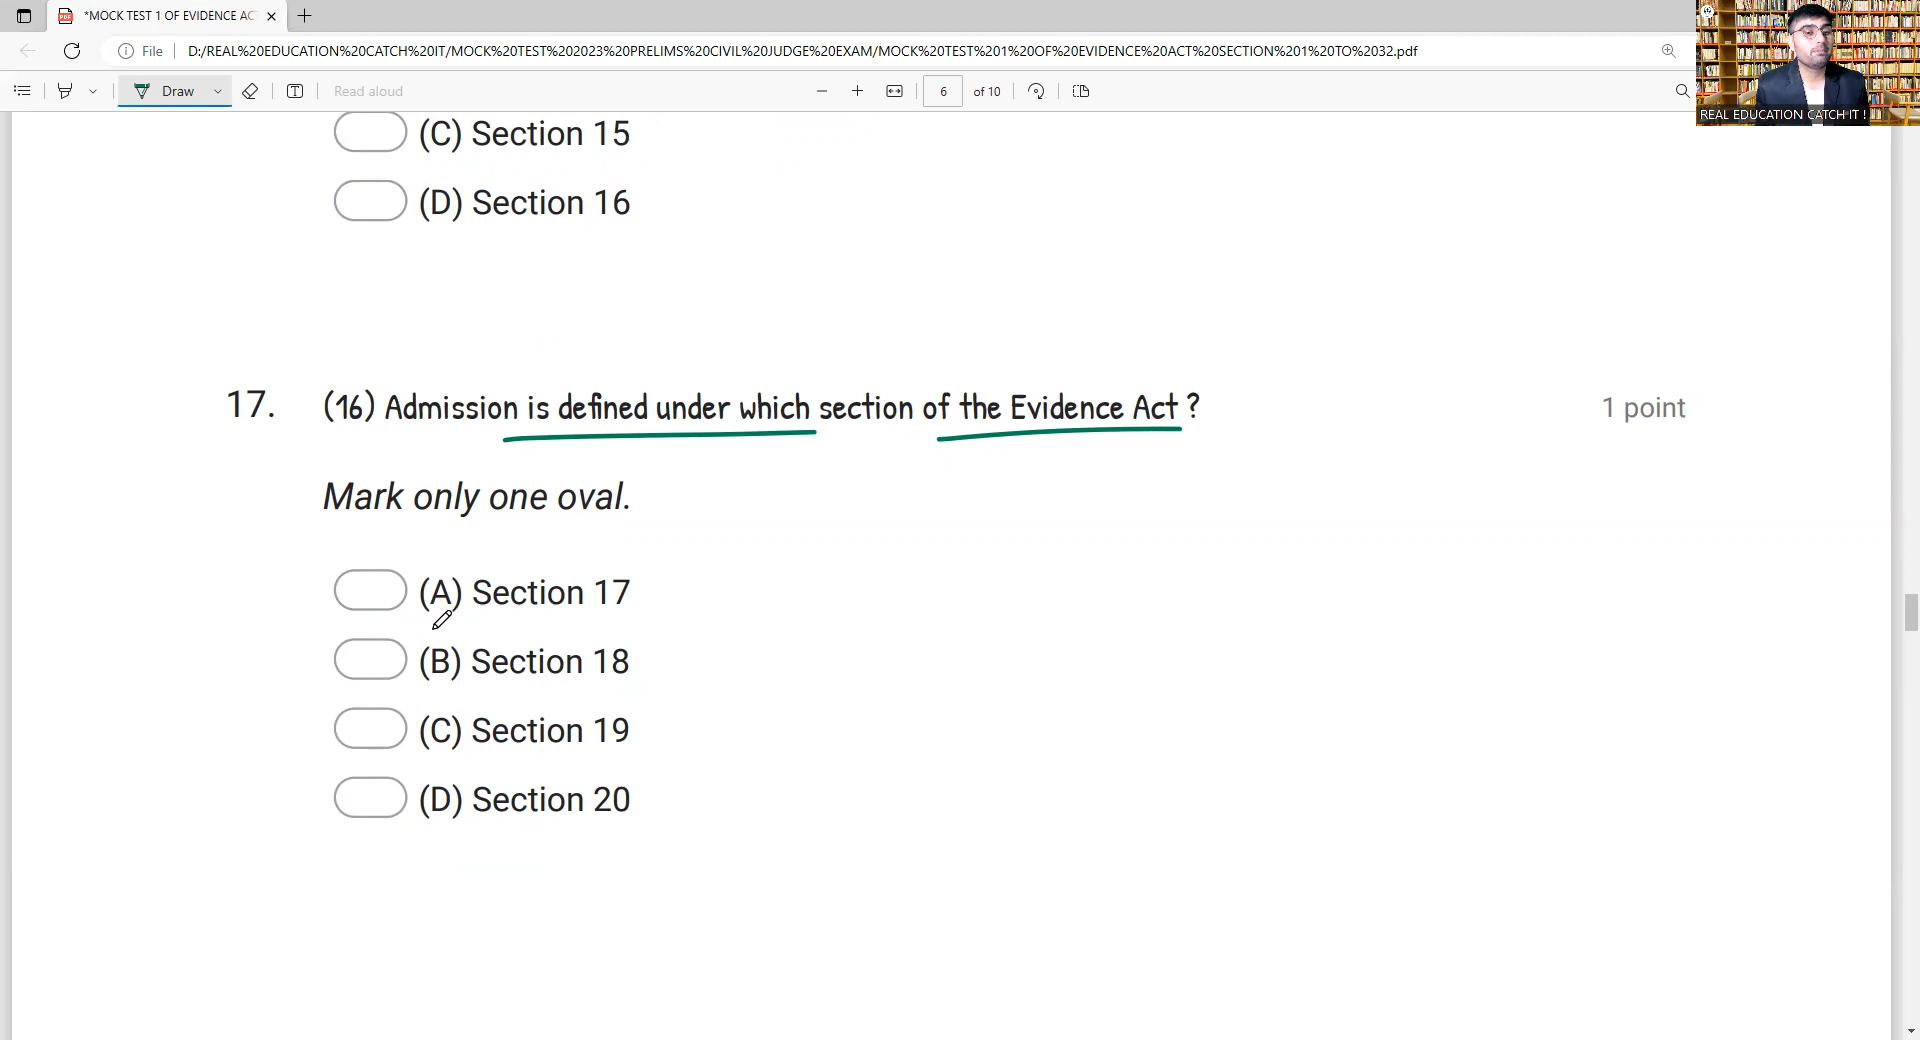 *MOCK TEST 1 OF EVIDENCE AC
File D:/REAL%20EDUCATION%20CATCH%20IT/MOCK%20TEST%202023%20PRELIMS%20CIVIL%20JUDGE%20EXAM/MOCK%20TEST%201%20OF%20EVIDENCE%20ACT%20SECTION%201%20TO%2032.pdf
Draw Read aloud 6 of 10
REAL EDUCATION CATCH IT !
(C) Section 15
(D) Section 16
17. (16) Admission is defined under which section of the Evidence Act ? 1 point
Mark only one oval.
(A) Section 17
(B) Section 18
(C) Section 19
(D) Section 20